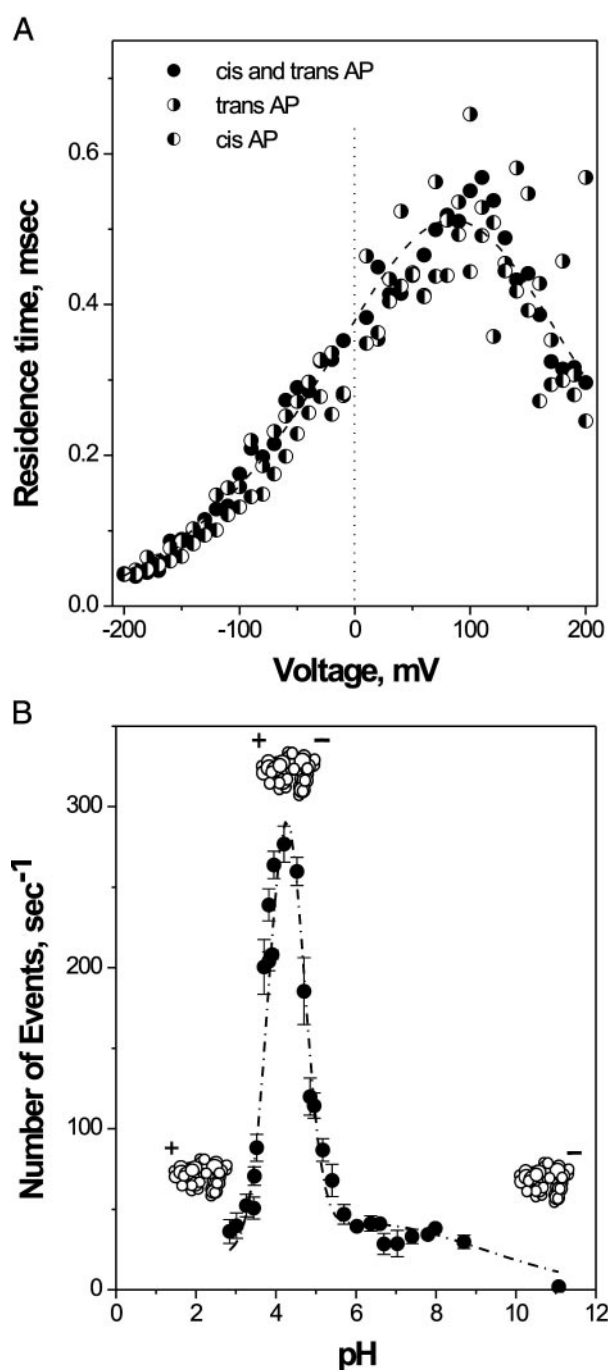 A
cis and trans AP
trans AP
cis AP
0.6
0.4
0.2
0.0
Residence time, msec
-200
-100
0
100
200
Voltage, mV
B
+
−
300
200
100
0
Number of Events, sec-1
+
−
0
2
4
6
8
10
12
pH